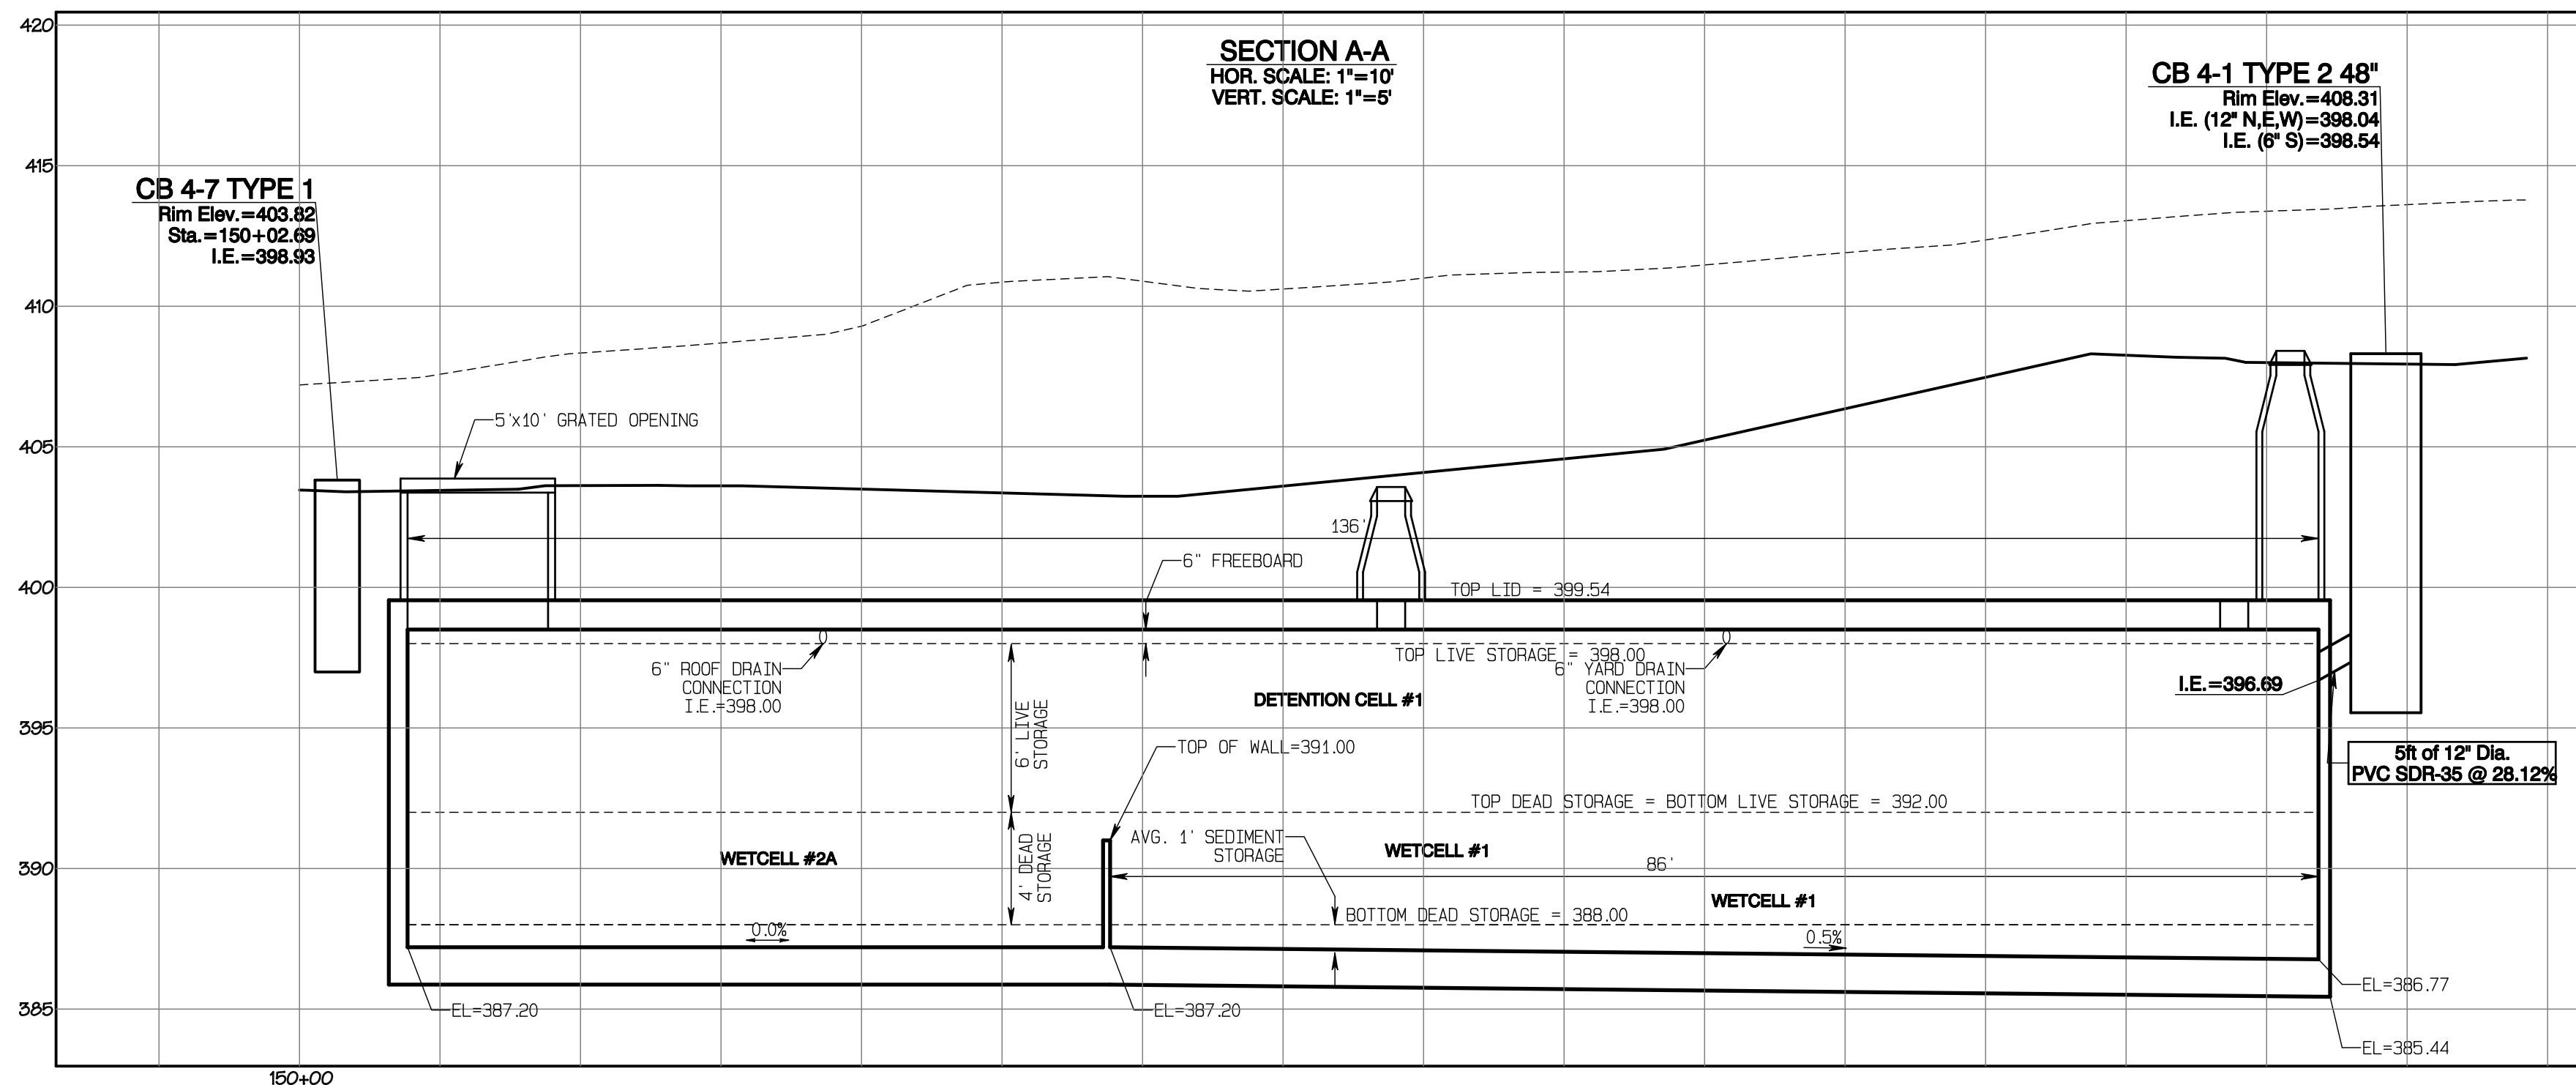 420
415
410
405
400
395
390
385
150+00
SECTION A-A
HOR. SCALE: 1"=10'
VERT. SCALE: 1"=5'
CB 4-1 TYPE 2 48"
Rim Elev.=408.31
I.E. (12" N,E,W)=398.04
I.E. (6" S)=398.54
CB 4-7 TYPE 1
Rim Elev.=403.82
Sta.=150+02.69
I.E.=398.93
5'x10' GRATED OPENING
136'
6" FREEBOARD
TOP LID = 399.54
6" ROOF DRAIN
CONNECTION
I.E.=398.00
TOP LIVE STORAGE = 398.00
6" YARD DRAIN
CONNECTION
I.E.=398.00
DETENTION CELL #1
I.E.=396.69
6' LIVE
STORAGE
TOP OF WALL=391.00
5ft of 12" Dia.
PVC SDR-35 @ 28.12%
TOP DEAD STORAGE = BOTTOM LIVE STORAGE = 392.00
AVG. 1' SEDIMENT
STORAGE
4' DEAD
STORAGE
WETCELL #2A
WETCELL #1
86'
WETCELL #1
BOTTOM DEAD STORAGE = 388.00
0.0%
0.5%
EL=387.20
EL=387.20
EL=386.77
EL=385.44